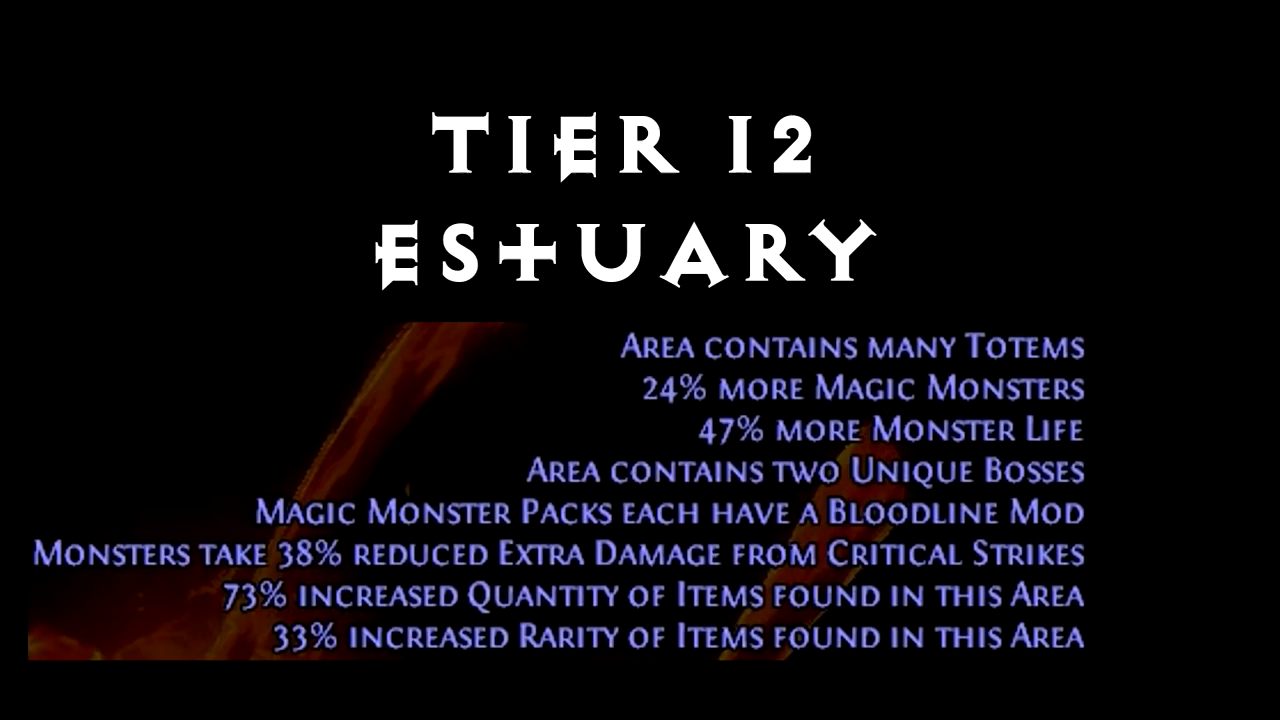 TIER 12
ESTUARY
Area contains many Totems
24% more Magic Monsters
47% more Monster Life
Area contains two Unique Bosses
Magic Monster Packs each have a Bloodline Mod
Monsters take 38% reduced Extra Damage from Critical Strikes
73% increased Quantity of Items found in this Area
33% increased Rarity of Items found in this Area